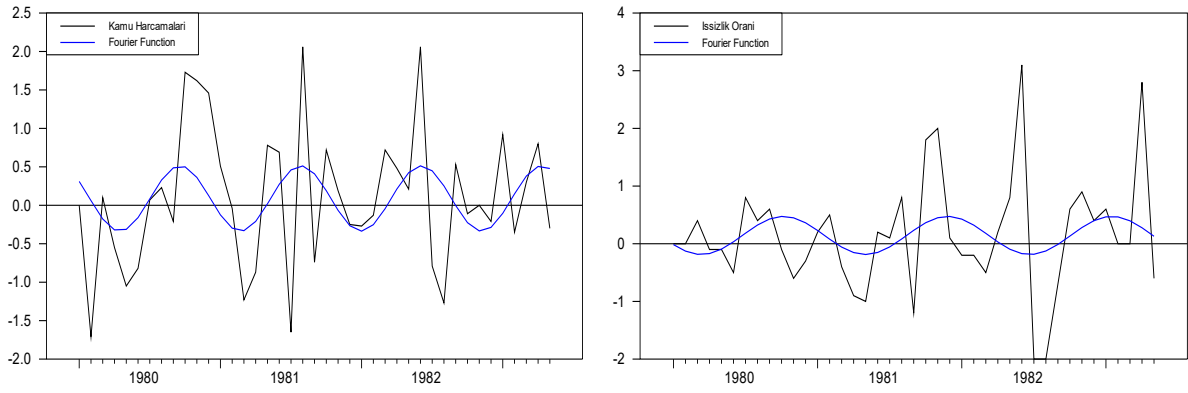 2.5
Kamu Harcamalari
Fourier Function
2.0
1.5
1.0
0.5
0.0
-0.5
-1.0
-1.5
-2.0
1980 1981 1982
4
Issizlik Orani
Fourier Function
3
2
1
0
-1
-2
1980 1981 1982